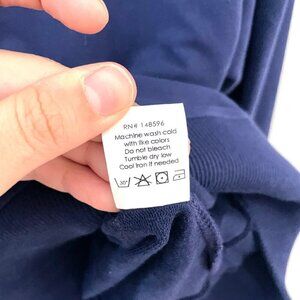 RN# 148596
Machine wash cold
with like colors
Do not bleach
Tumble dry low
Cool iron if needed
30°